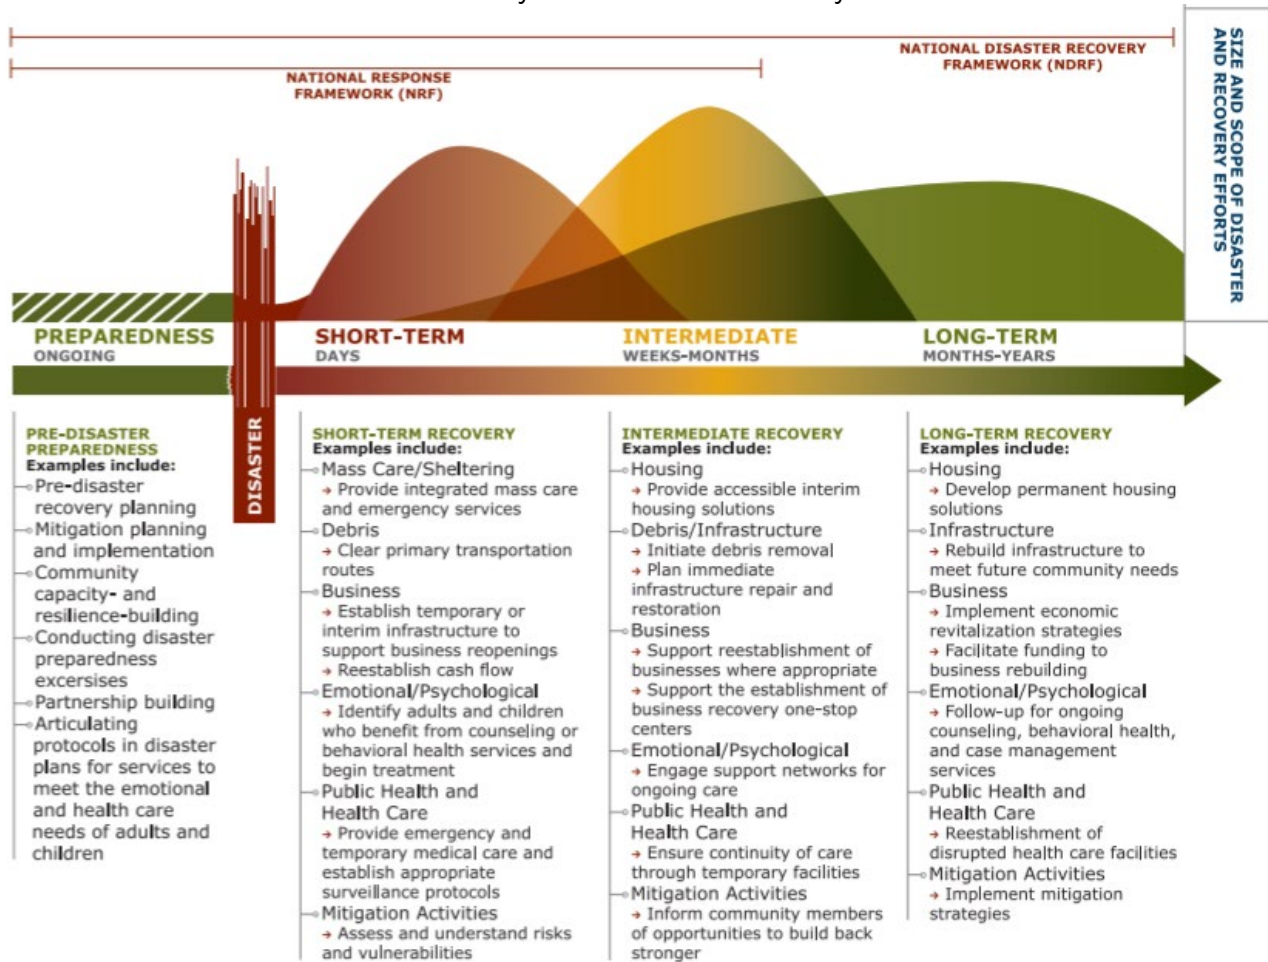 NATIONAL DISASTER RECOVERY
FRAMEWORK (NDRF)
NATIONAL RESPONSE
FRAMEWORK (NRF)
SIZE AND SCOPE OF DISASTER
AND RECOVERY EFFORTS
PREPAREDNESS
ONGOING
SHORT-TERM
DAYS
INTERMEDIATE
WEEKS-MONTHS
LONG-TERM
MONTHS-YEARS
DISASTER
PRE-DISASTER
PREPAREDNESS
Examples include:
Pre-disaster
recovery planning
Mitigation planning
and implementation
Community
capacity- and
resilience-building
Conducting disaster
preparedness
excersises
Partnership building
Articulating
protocols in disaster
plans for services to
meet the emotional
and health care
needs of adults and
children
SHORT-TERM RECOVERY
Examples include:
Mass Care/Sheltering
→ Provide integrated mass care
and emergency services
Debris
→ Clear primary transportation
routes
Business
→ Establish temporary or
interim infrastructure to
support business reopenings
→ Reestablish cash flow
Emotional/Psychological
→ Identify adults and children
who benefit from counseling or
behavioral health services and
begin treatment
Public Health and
Health Care
→ Provide emergency and
temporary medical care and
establish appropriate
surveillance protocols
Mitigation Activities
→ Assess and understand risks
and vulnerabilities
INTERMEDIATE RECOVERY
Examples include:
Housing
→ Provide accessible interim
housing solutions
Debris/Infrastructure
→ Initiate debris removal
→ Plan immediate
infrastructure repair and
restoration
Business
→ Support reestablishment of
businesses where appropriate
→ Support the establishment of
business recovery one-stop
centers
Emotional/Psychological
→ Engage support networks for
ongoing care
Public Health and
Health Care
→ Ensure continuity of care
through temporary facilities
Mitigation Activities
→ Inform community members
of opportunities to build back
stronger
LONG-TERM RECOVERY
Examples include:
Housing
→ Develop permanent housing
solutions
Infrastructure
→ Rebuild infrastructure to
meet future community needs
Business
→ Implement economic
revitalization strategies
→ Facilitate funding to
business rebuilding
Emotional/Psychological
→ Follow-up for ongoing
counseling, behavioral health,
and case management
services
Public Health and
Health Care
→ Reestablishment of
disrupted health care facilities
Mitigation Activities
→ Implement mitigation
strategies